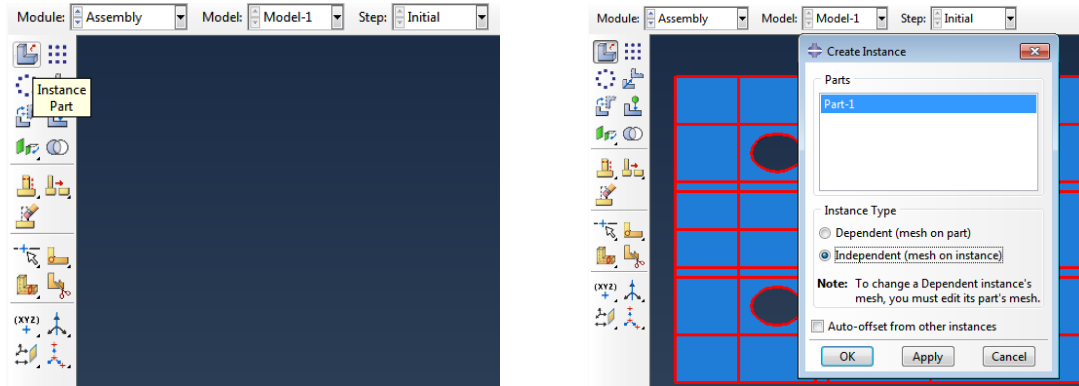 Module: Assembly Model: Model-1 Step: Initial
Instance
Part
(XYZ)
Module: Assembly Model: Model-1 Step: Initial
Create Instance
Parts
Part-1
Instance Type
Dependent (mesh on part)
Independent (mesh on instance)
Note: To change a Dependent instance's
mesh, you must edit its part's mesh.
Auto-offset from other instances
OK Apply Cancel
(XYZ)